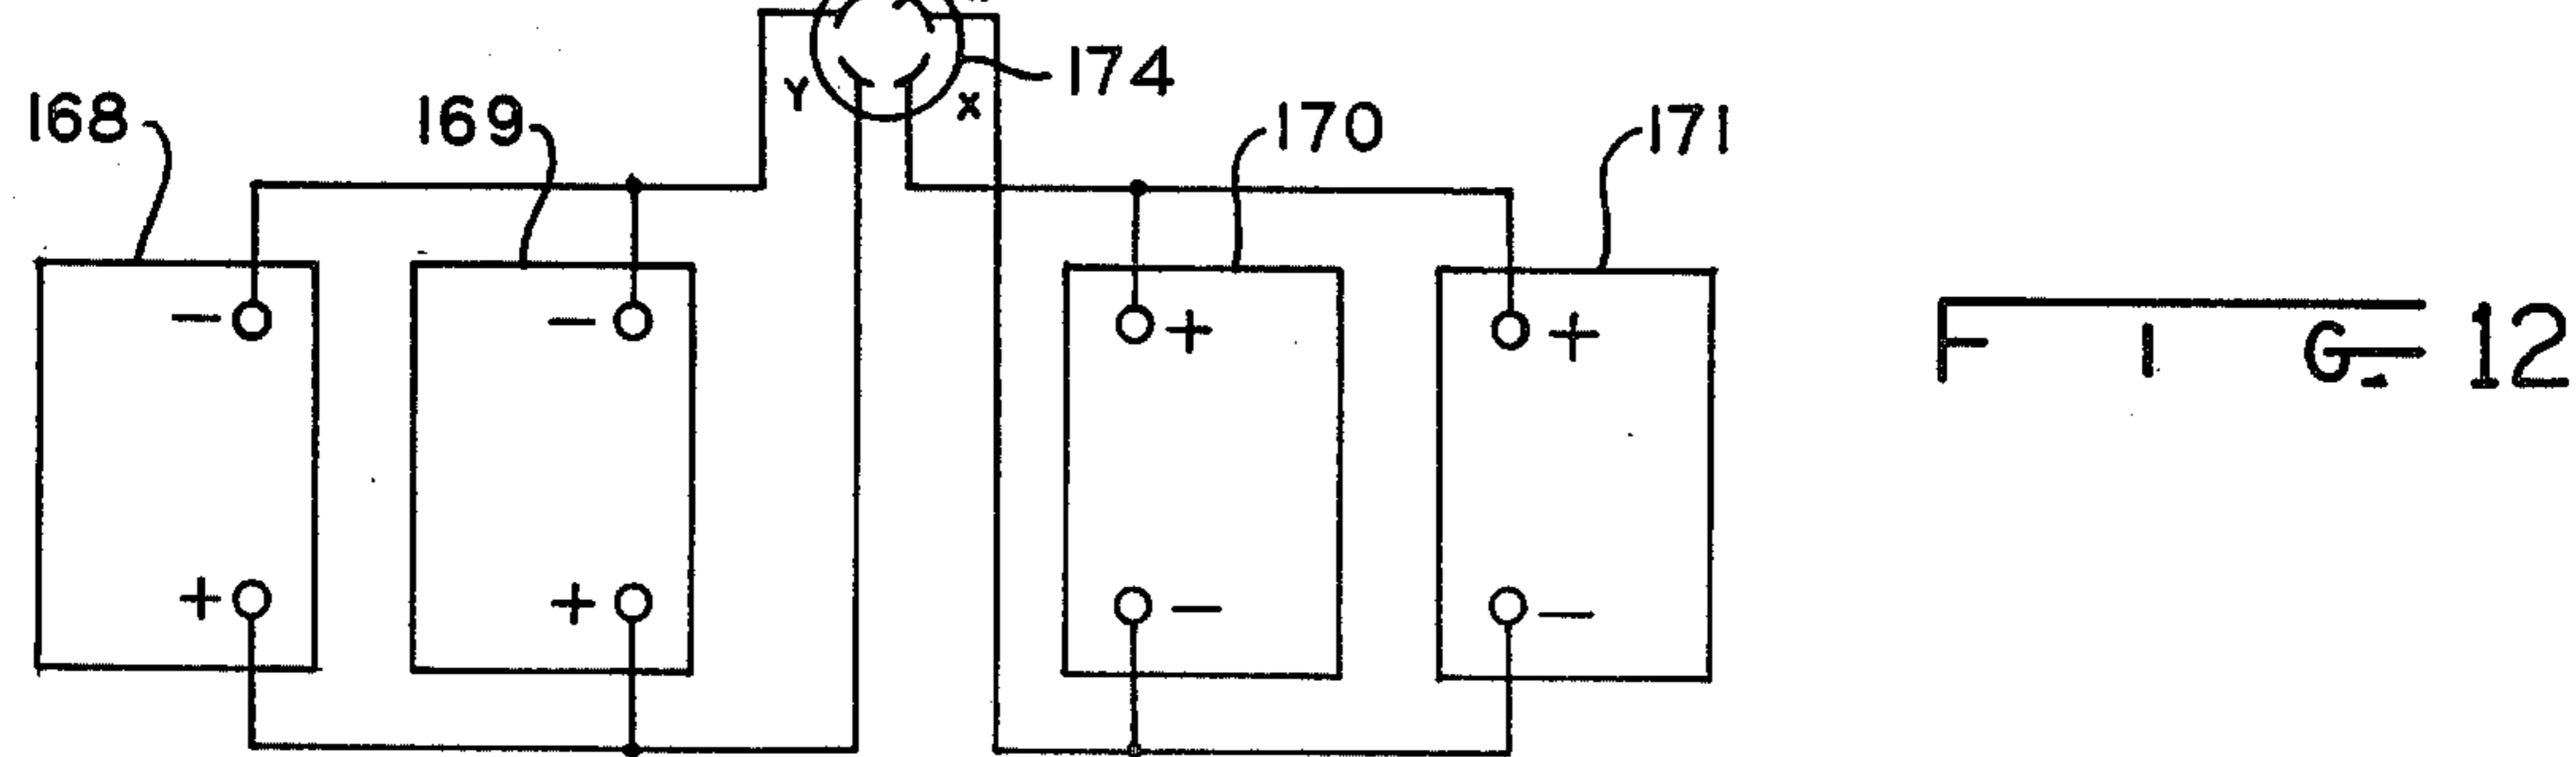 174
Y
X
168
169
170
171
- - + +
FIG. 12
+ + - -